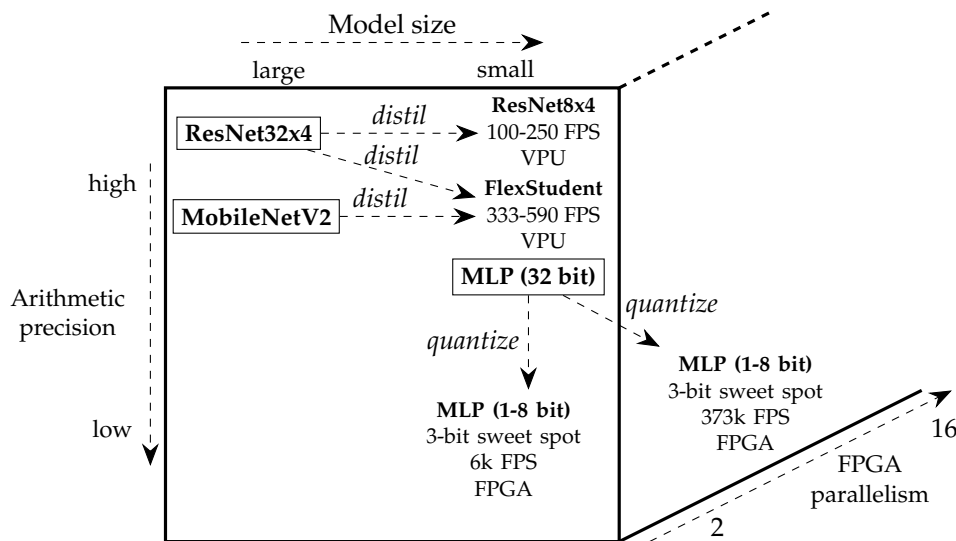 Model size
large
small
ResNet32x4
distil
ResNet8x4
100-250 FPS
VPU
distil
high
MobileNetV2
distil
FlexStudent
333-590 FPS
VPU
MLP (32 bit)
Arithmetic
precision
quantize
quantize
low
MLP (1-8 bit)
3-bit sweet spot
6k FPS
FPGA
MLP (1-8 bit)
3-bit sweet spot
373k FPS
FPGA
16
FPGA
parallelism
2